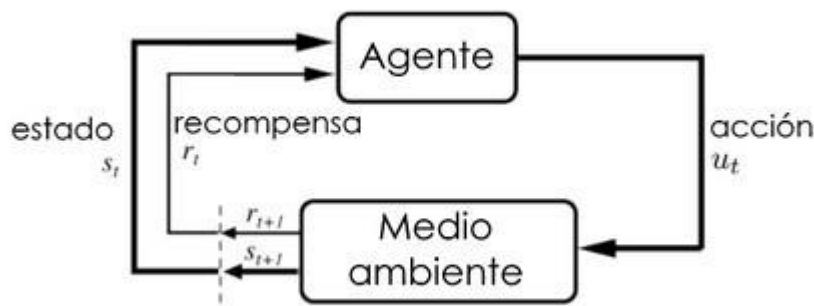 Agente
estado
s_t
recompensa
r_t
acción
u_t
r_{t+1}
s_{t+1}
Medio
ambiente